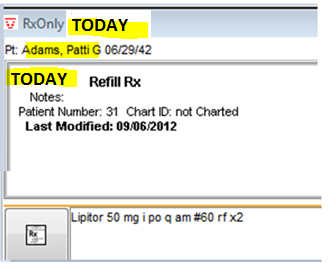 RxOnly TODAY
Pt: Adams, Patti G 06/29/42
TODAY Refill Rx
Notes:
Patient Number: 31 Chart ID: not Charted
Last Modified: 09/06/2012
Lipitor 50 mg i po q am #60 rf x2
Rx